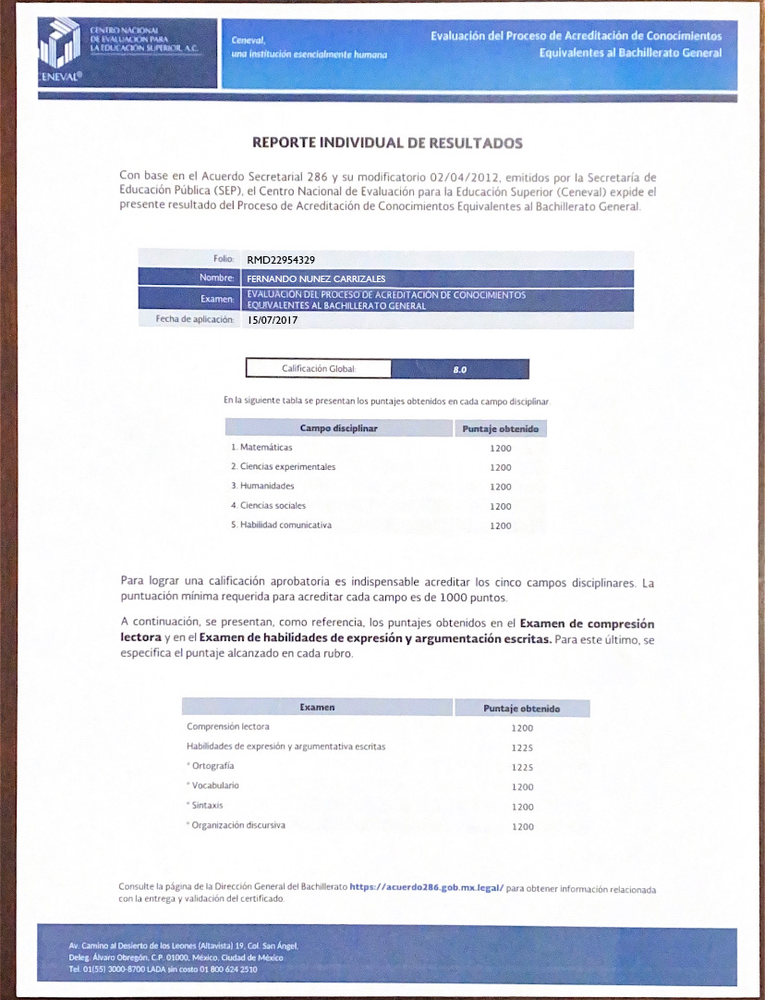 CENTRO NACIONAL
DE EVALUACIÓN PARA
LA EDUCACIÓN SUPERIOR, A.C.
CENEVAL®
Ceneval,
una institución esencialmente humana
Evaluación del Proceso de Acreditación de Conocimientos
Equivalentes al Bachillerato General
REPORTE INDIVIDUAL DE RESULTADOS
Con base en el Acuerdo Secretarial 286 y su modificatorio 02/04/2012, emitidos por la Secretaría de
Educación Pública (SEP), el Centro Nacional de Evaluación para la Educación Superior (Ceneval) expide el
presente resultado del Proceso de Acreditación de Conocimientos Equivalentes al Bachillerato General.
Folio: RMD22954329
Nombre: FERNANDO NUNEZ CARRIZALES
Examen: EVALUACIÓN DEL PROCESO DE ACREDITACIÓN DE CONOCIMIENTOS
EQUIVALENTES AL BACHILLERATO GENERAL
Fecha de aplicación: 15/07/2017
Calificación Global: 8.0
En la siguiente tabla se presentan los puntajes obtenidos en cada campo disciplinar.
Campo disciplinar Puntaje obtenido
1. Matemáticas 1200
2. Ciencias experimentales 1200
3. Humanidades 1200
4. Ciencias sociales 1200
5. Habilidad comunicativa 1200
Para lograr una calificación aprobatoria es indispensable acreditar los cinco campos disciplinares. La
puntuación mínima requerida para acreditar cada campo es de 1000 puntos.
A continuación, se presentan, como referencia, los puntajes obtenidos en el Examen de compresión
lectora y en el Examen de habilidades de expresión y argumentación escritas. Para este último, se
especifica el puntaje alcanzado en cada rubro.
Examen Puntaje obtenido
Comprensión lectora 1200
Habilidades de expresión y argumentativa escritas 1225
° Ortografía 1225
° Vocabulario 1200
° Sintaxis 1200
° Organización discursiva 1200
Consulte la página de la Dirección General del Bachillerato https://acuerdo286.gob.mx.legal/ para obtener información relacionada
con la entrega y validación del certificado.
Av. Camino al Desierto de los Leones (Altavista) 19, Col. San Ángel,
Deleg. Álvaro Obregón, C.P. 01000, México, Ciudad de México
Tel. 01(55) 3000-8700 LADA sin costo 01 800 624 2510